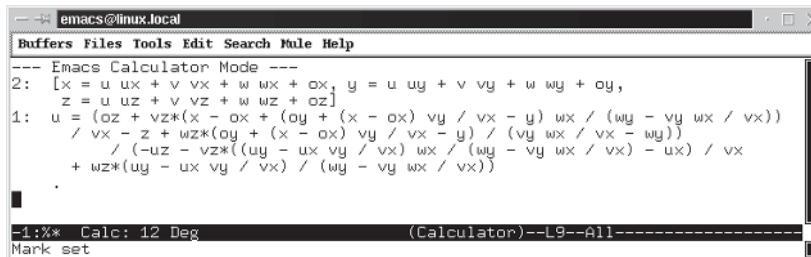 emacs@linux.local
Buffers Files Tools Edit Search Mule Help
--- Emacs Calculator Mode ---
2:  [x = u ux + v vx + w wx + ox, y = u uy + v vy + w wy + oy,
     z = u uz + v vz + w wz + oz]
1:  u = (oz + vz*(x - ox + (oy + (x - ox) vy / vx - y) wx / (wy - vy wx / vx))
      / vx - z + wz*(oy + (x - ox) vy / vx - y) / (vy wx / vx - wy))
          / (-uz - vz*((uy - ux vy / vx) wx / (wy - vy wx / vx) - ux) / vx
      + wz*(uy - ux vy / vx) / (wy - vy wx / vx))
    .
-1:%*  Calc: 12 Deg                     (Calculator)--L9--All-------------------
Mark set